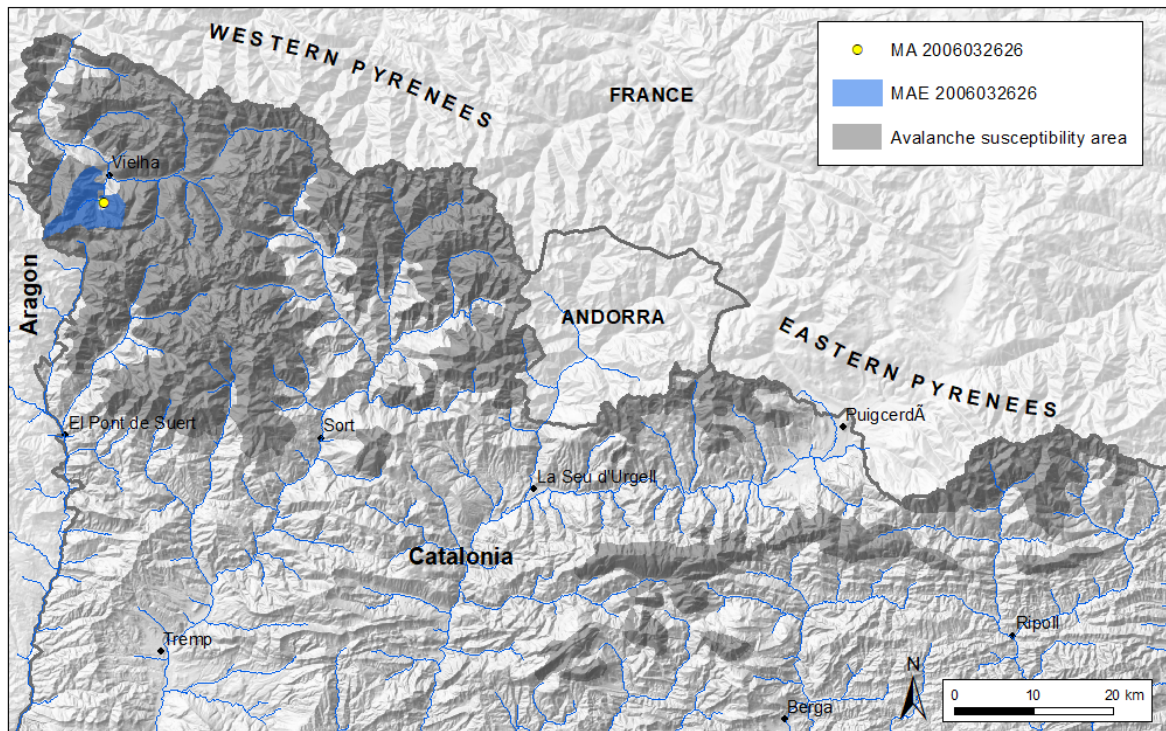 WESTERN PYRENEES
FRANCE
MA 2006032626
MAE 2006032626
Avalanche susceptibility area
Vielha
Aragon
ANDORRA
EASTERN PYRENEES
El Pont de Suert
Sort
PuigcerdÃ
La Seu d'Urgell
Catalonia
Tremp
Ripoll
Berga
N
0 10 20 km